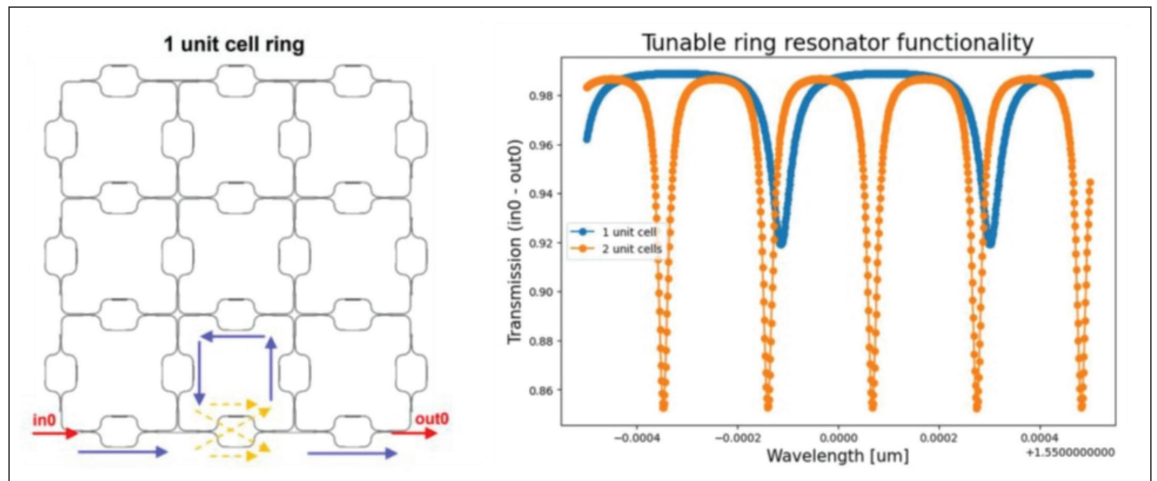 1 unit cell ring
in0
out0
Tunable ring resonator functionality
Transmission (in0 - out0)
0.98
0.96
0.94
0.92
0.90
0.88
0.86
1 unit cell
2 unit cells
−0.0004
−0.0002
0.0000
0.0002
0.0004
+1.5500000000
Wavelength [um]